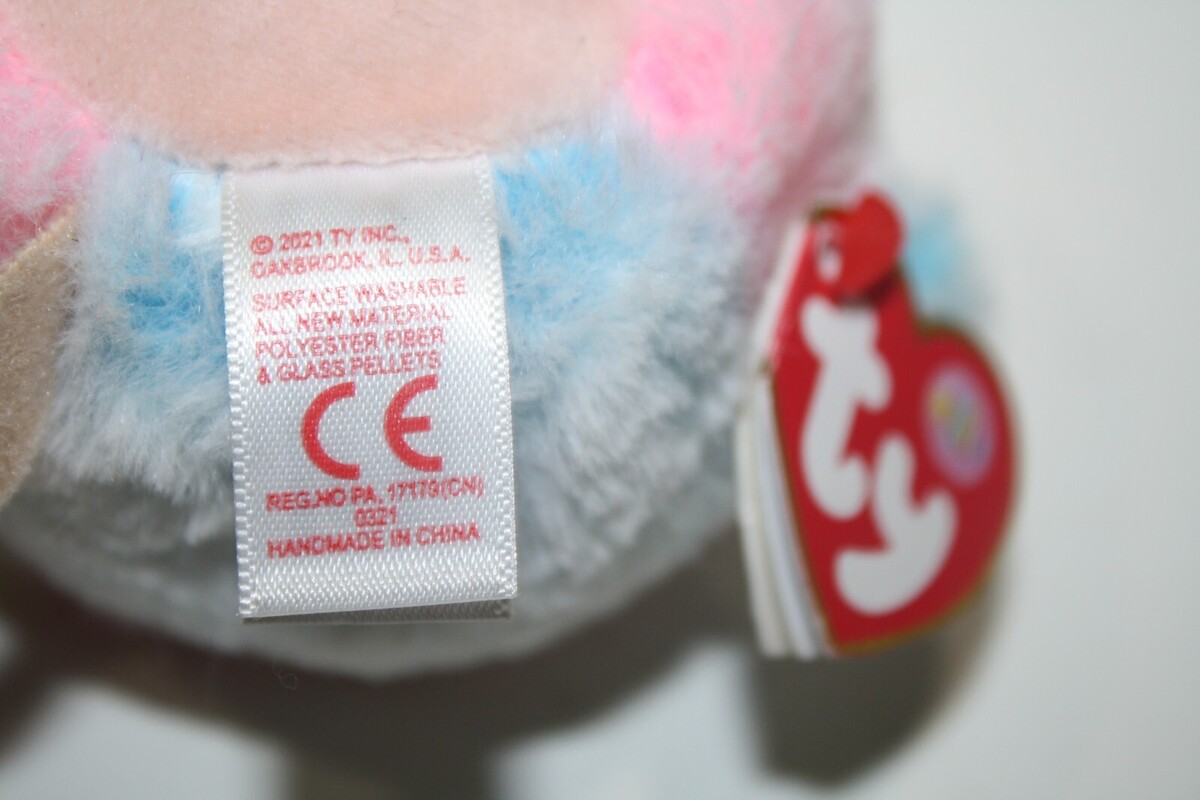 © 2021 TY INC.,
OAKBROOK, IL, U.S.A.
SURFACE WASHABLE
ALL NEW MATERIAL
POLYESTER FIBER
& GLASS PELLETS
CE
REG.NO PA. 17179(CN)
0321
HANDMADE IN CHINA
ty